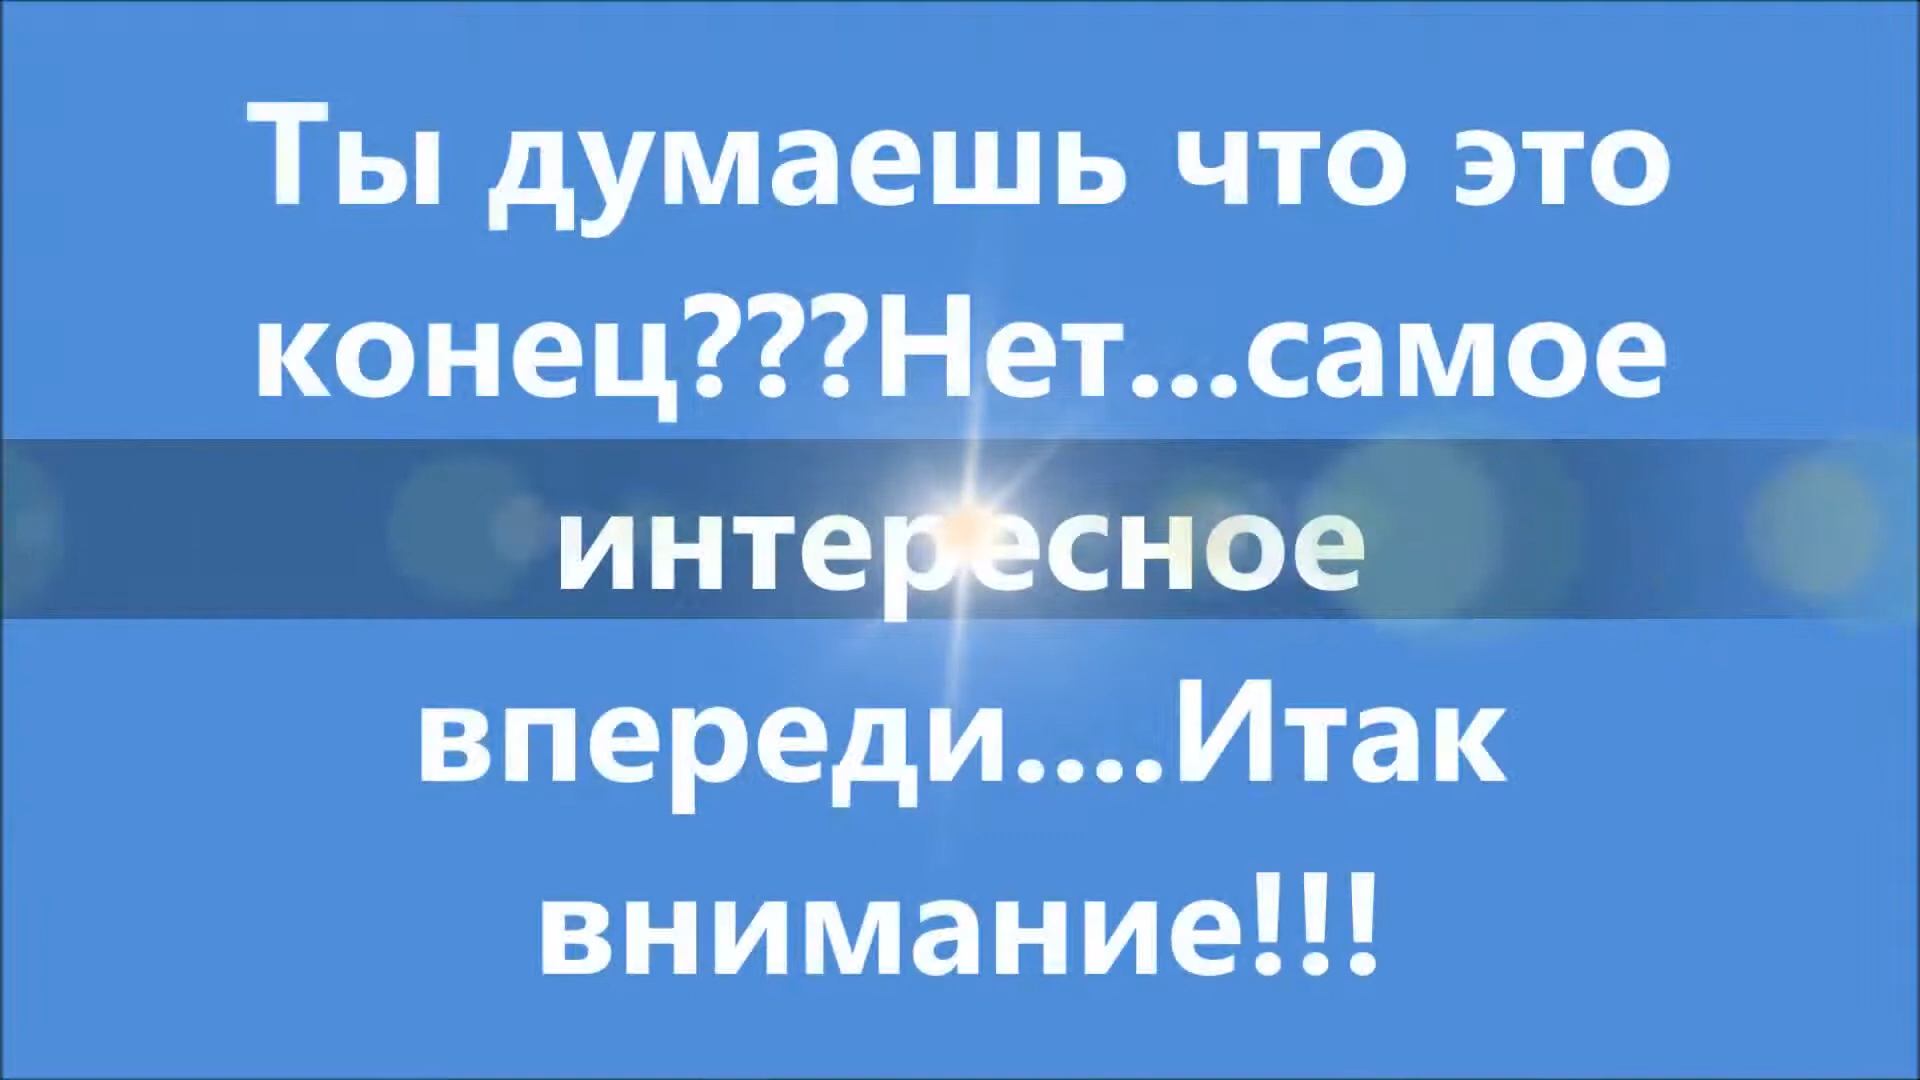 Ты думаешь что это
конец???Нет...самое
интересное
впереди....Итак
внимание!!!